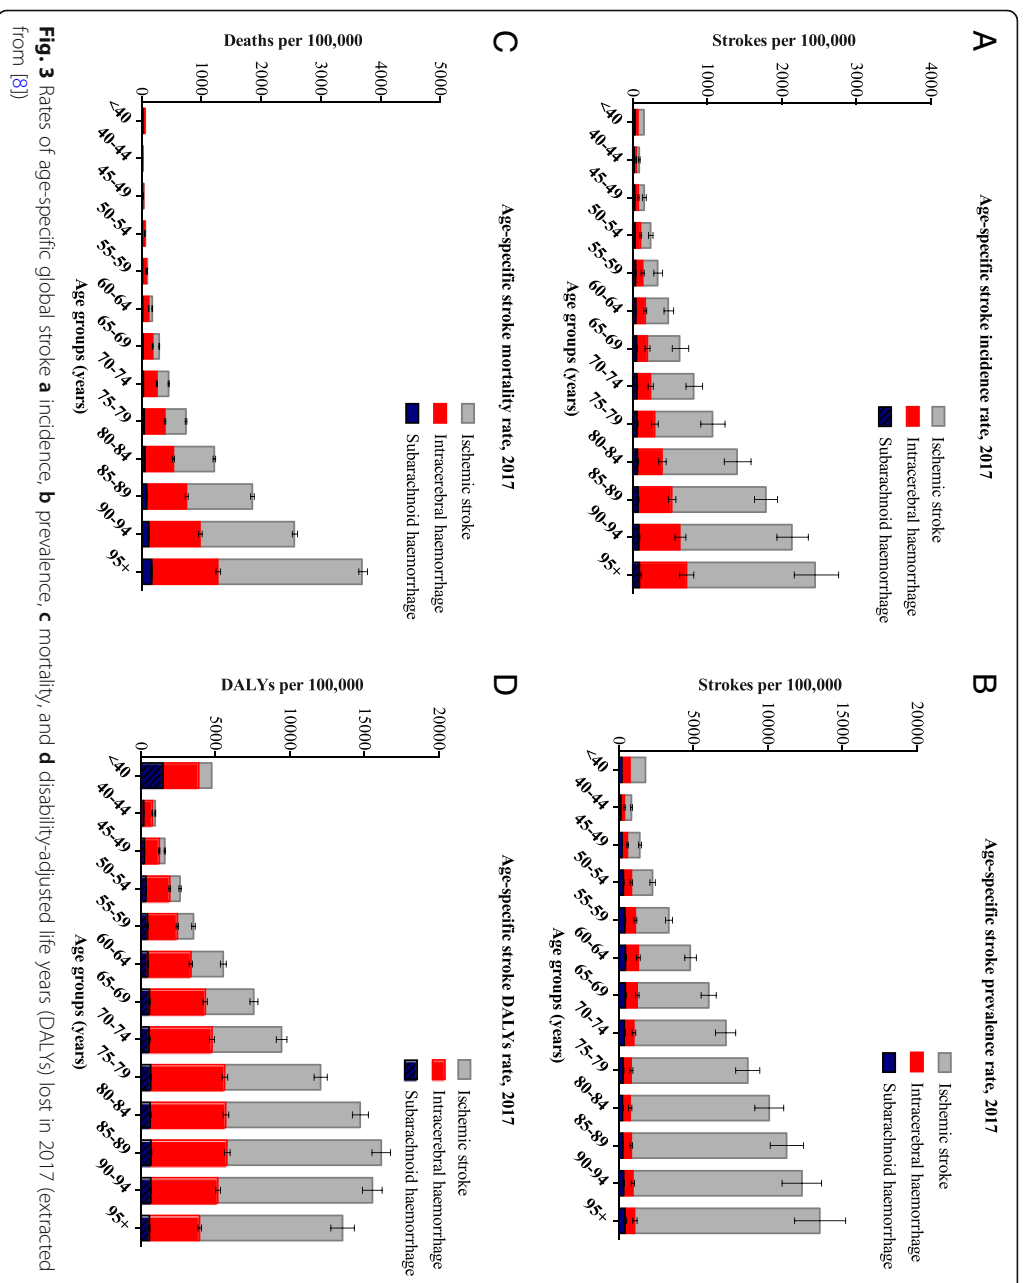 A
Age-specific stroke incidence rate, 2017
Strokes per 100,000
4000
3000
2000
1000
0
Ischemic stroke
Intracerebral haemorrhage
Subarachnoid haemorrhage
<40
40-44
45-49
50-54
55-59
60-64
65-69
70-74
75-79
80-84
85-89
90-94
95+
Age groups (years)
B
Age-specific stroke prevalence rate, 2017
Strokes per 100,000
20000
15000
10000
5000
0
Ischemic stroke
Intracerebral haemorrhage
Subarachnoid haemorrhage
<40
40-44
45-49
50-54
55-59
60-64
65-69
70-74
75-79
80-84
85-89
90-94
95+
Age groups (years)
C
Age-specific stroke mortality rate, 2017
Deaths per 100,000
5000
4000
3000
2000
1000
0
Ischemic stroke
Intracerebral haemorrhage
Subarachnoid haemorrhage
<40
40-44
45-49
50-54
55-59
60-64
65-69
70-74
75-79
80-84
85-89
90-94
95+
Age groups (years)
D
Age-specific stroke DALYs rate, 2017
DALYs per 100,000
20000
15000
10000
5000
0
Ischemic stroke
Intracerebral haemorrhage
Subarachnoid haemorrhage
<40
40-44
45-49
50-54
55-59
60-64
65-69
70-74
75-79
80-84
85-89
90-94
95+
Age groups (years)
Fig. 3 Rates of age-specific global stroke a incidence, b prevalence, c mortality, and d disability-adjusted life years (DALYs) lost in 2017 (extracted
from [8])